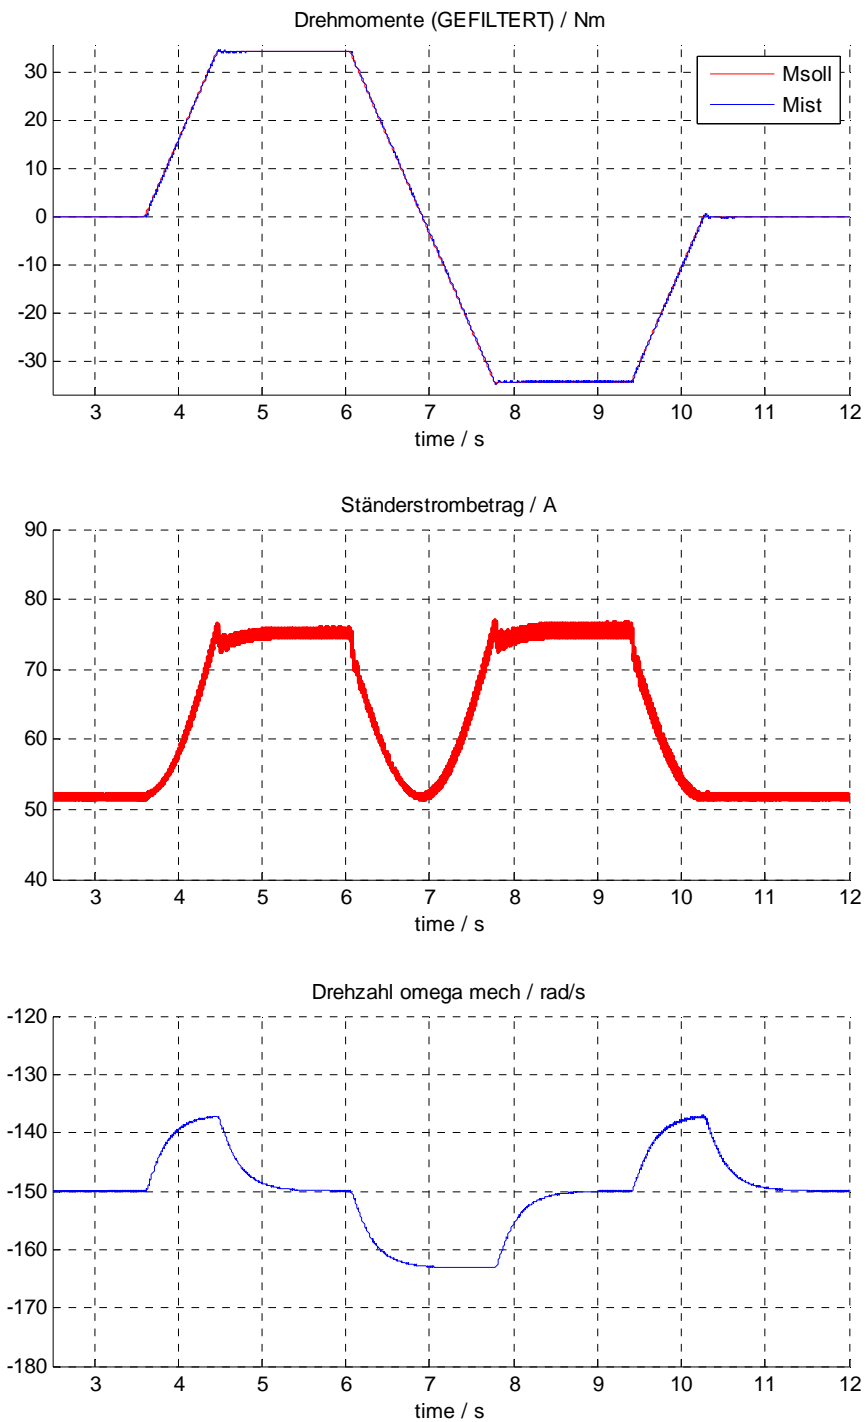 Drehmomente (GEFILTERT) / Nm
Msoll
Mist
30
20
10
0
-10
-20
-30
3 4 5 6 7 8 9 10 11 12
time / s
Ständerstrombetrag / A
90
80
70
60
50
40
3 4 5 6 7 8 9 10 11 12
time / s
Drehzahl omega mech / rad/s
-120
-130
-140
-150
-160
-170
-180
3 4 5 6 7 8 9 10 11 12
time / s